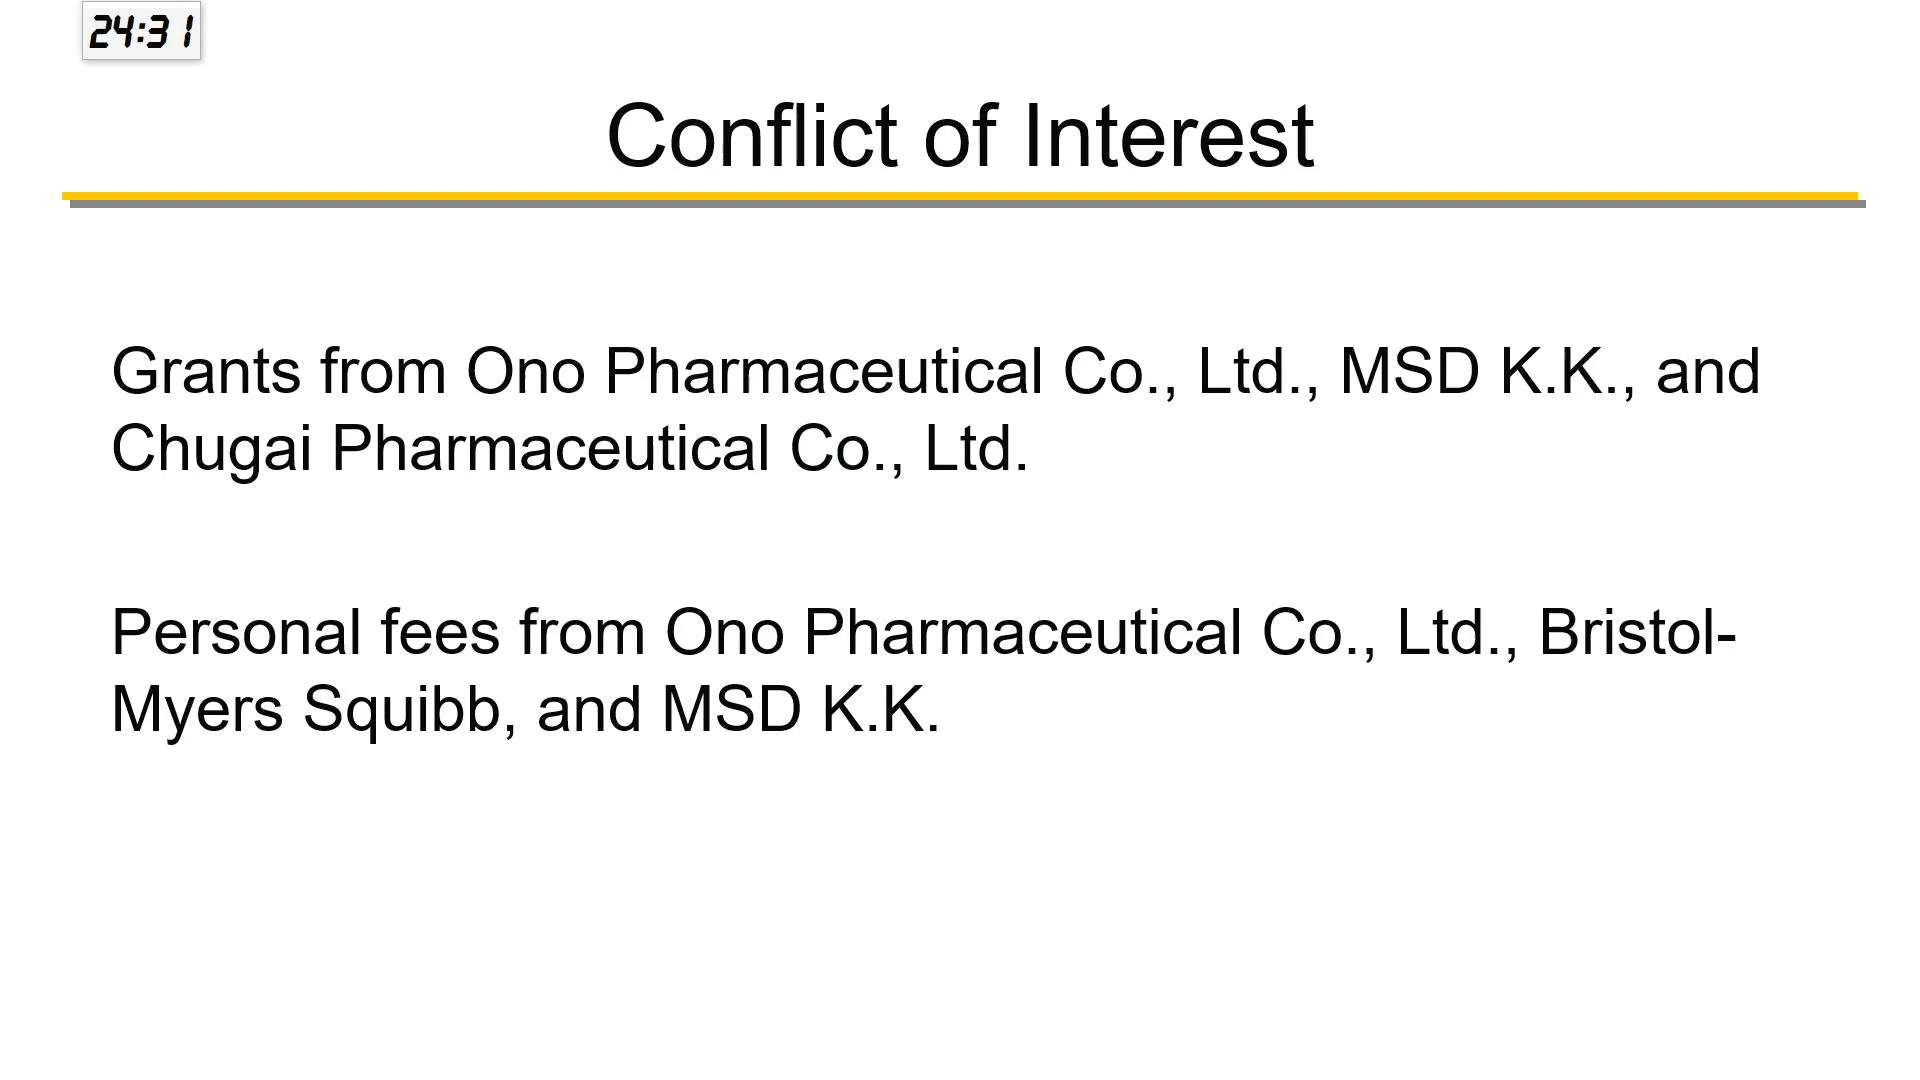 24:31
Conflict of Interest
Grants from Ono Pharmaceutical Co., Ltd., MSD K.K., and
Chugai Pharmaceutical Co., Ltd.
Personal fees from Ono Pharmaceutical Co., Ltd., Bristol-
Myers Squibb, and MSD K.K.